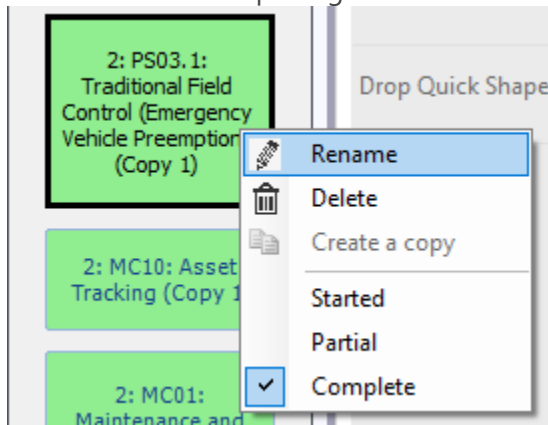 2: PS03.1:
Traditional Field
Control (Emergency
Vehicle Preemption
(Copy 1)
Drop Quick Shape
Rename
Delete
Create a copy
Started
Partial
Complete
2: MC10: Asset
Tracking (Copy 1
2: MC01:
Maintenance and